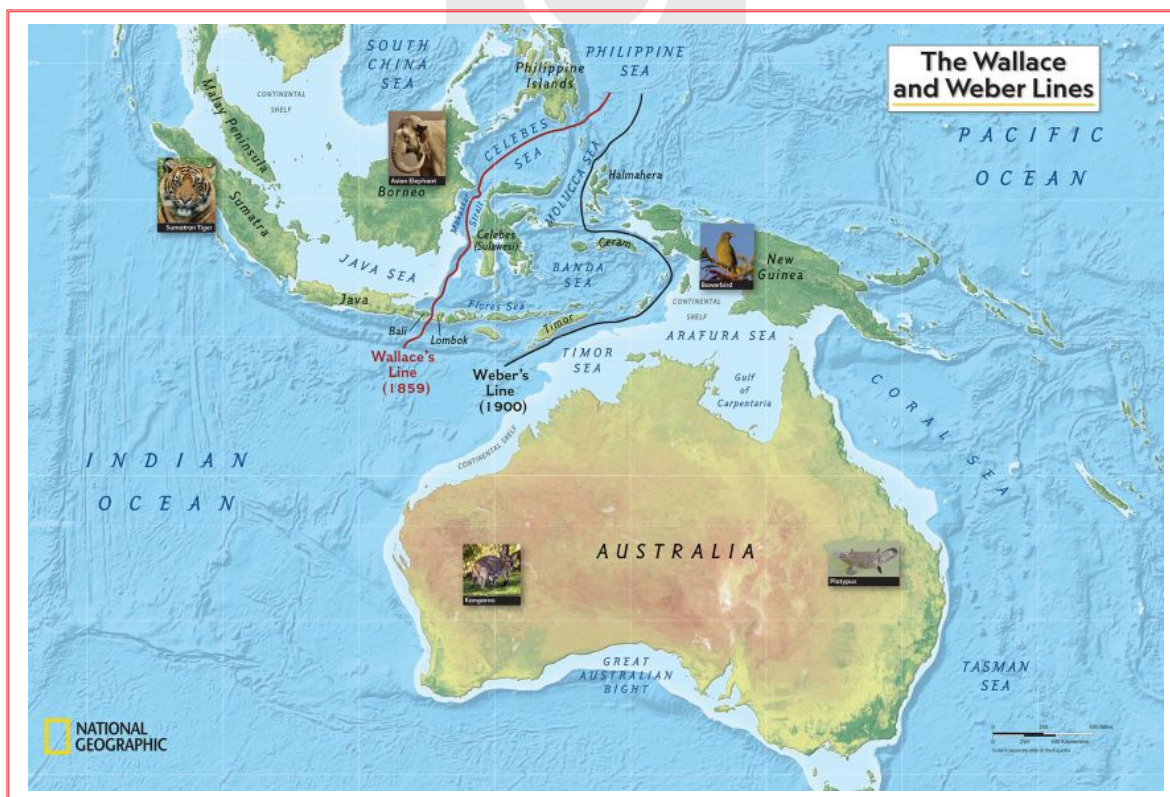 The Wallace
and Weber Lines
SOUTH
CHINA
SEA
PHILIPPINE
SEA
Philippine
Islands
PACIFIC
OCEAN
CONTINENTAL
SHELF
Malay Peninsula
Asian Elephant
CELEBES
SEA
Sumatran Tiger
Sumatra
Borneo
Makassar
Strait
MOLUCCA SEA
Halmahera
Celebes
(Sulawesi)
Ceram
Bowerbird
New
Guinea
JAVA SEA
BANDA
SEA
Java
Flores Sea
CONTINENTAL
SHELF
Bali
Lombok
Timor
ARAFURA SEA
Wallace's
Line
(1859)
Weber's
Line
(1900)
TIMOR
SEA
Gulf
of
Carpentaria
CORAL SEA
CONTINENTAL SHELF
INDIAN
OCEAN
AUSTRALIA
Kangaroo
Platypus
GREAT
AUSTRALIAN
BIGHT
TASMAN
SEA
NATIONAL
GEOGRAPHIC